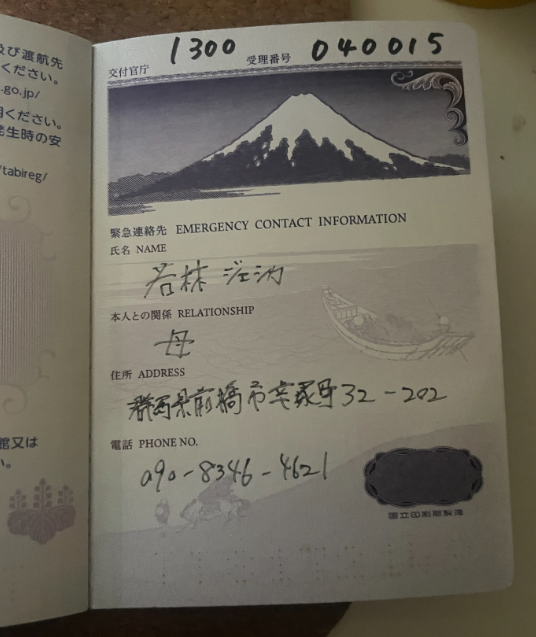 及び渡航先
ください。
.go.jp/
用ください。
発生時の安
/tabireg/
館又は
い。
交付官庁 1300 受理番号 040015
緊急連絡先 EMERGENCY CONTACT INFORMATION
氏名 NAME
若林
本人との関係 RELATIONSHIP
母
住所 ADDRESS
群馬県前橋市 32-202
電話 PHONE NO.
090-8346-4621
国立印刷局製造